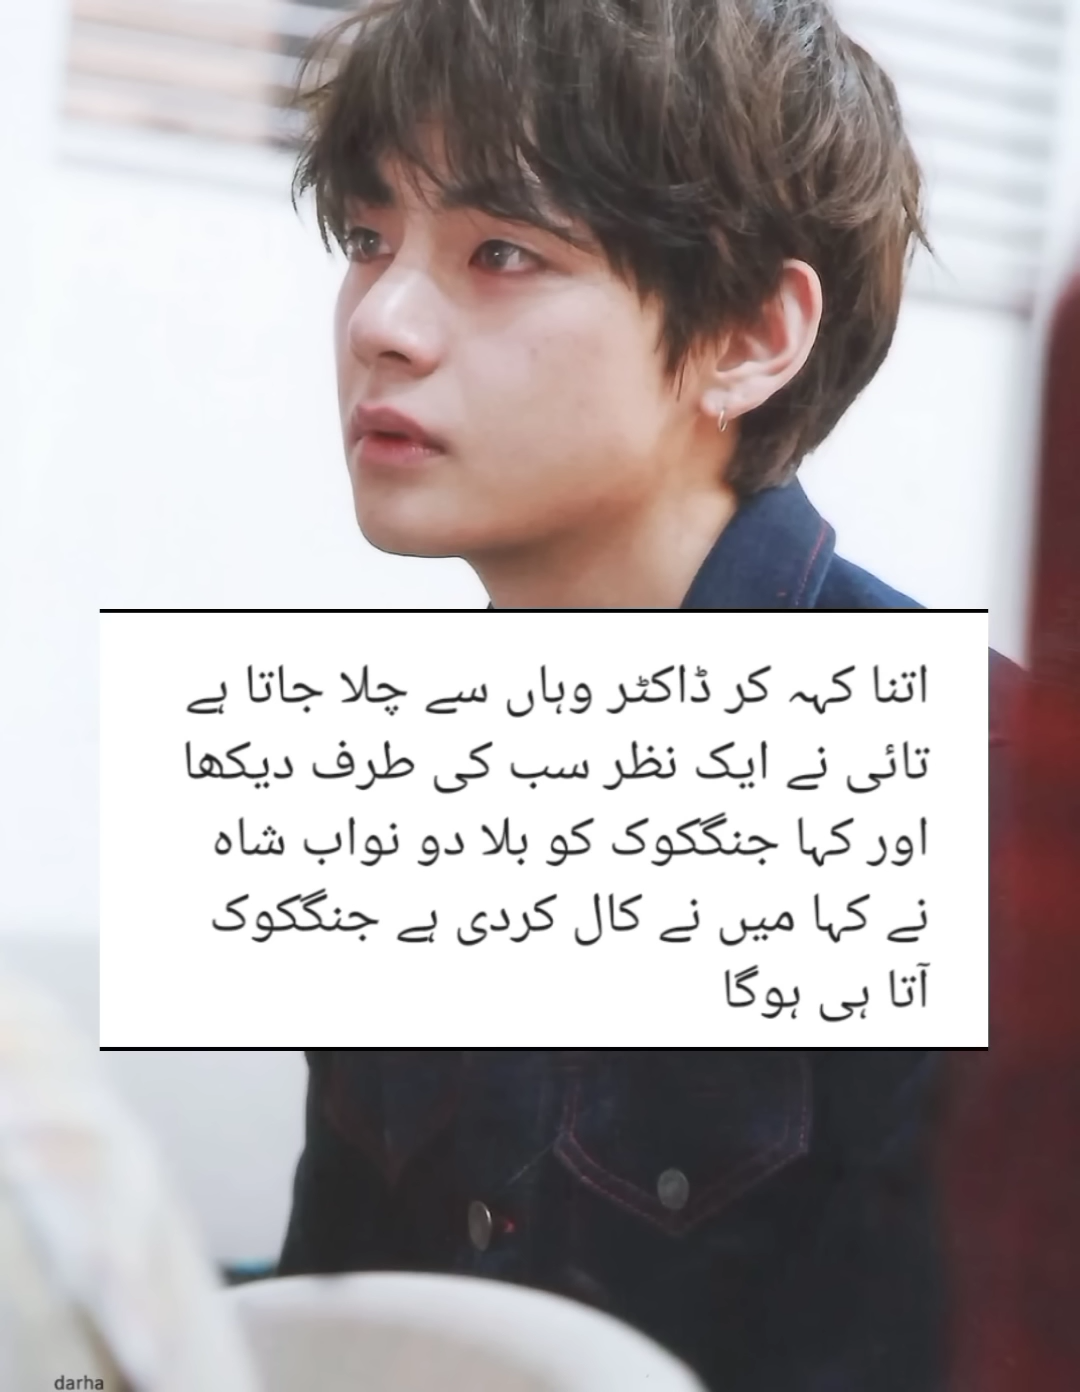 اتنا کہہ کر ڈاکٹر وہاں سے چلا جاتا ہے
تائی نے ایک نظر سب کی طرف دیکھا
اور کہا جنگکوک کو بلا دو نواب شاہ
نے کہا میں نے کال کردی ہے جنگکوک
آتا ہی ہوگا
darha